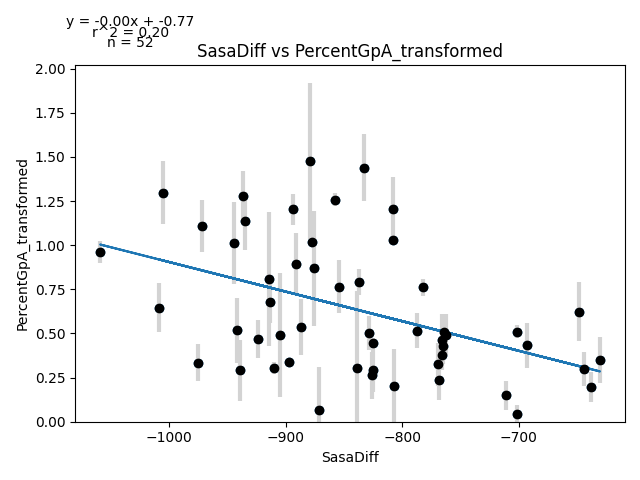 y = -0.00x + -0.77
r^2 = 0.20
n = 52
SasaDiff vs PercentGpA_transformed
2.00
1.75
1.50
1.25
1.00
0.75
0.50
0.25
0.00
PercentGpA_transformed
−1000
−900
−800
−700
SasaDiff